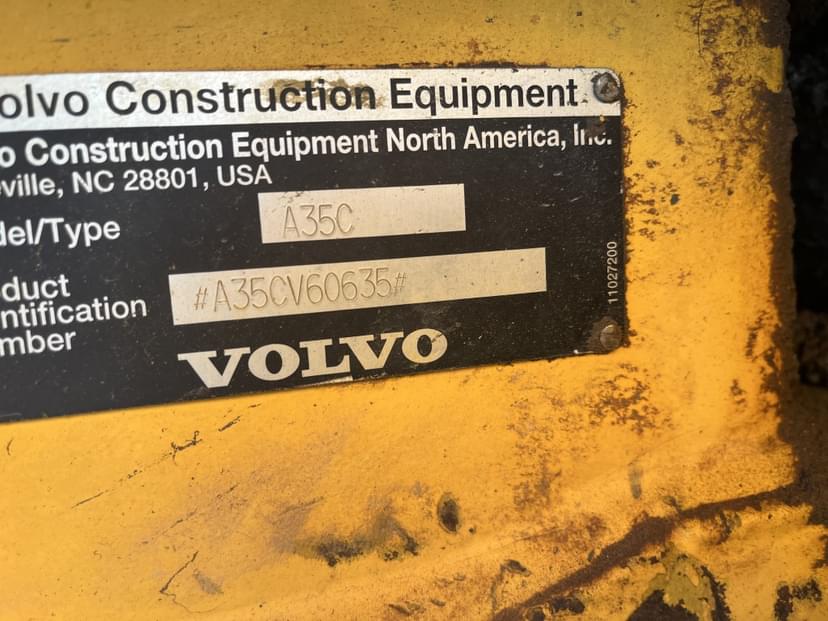 olvo Construction Equipment
o Construction Equipment North America, Inc.
ville, NC 28801, USA
del/Type A35C
duct
ntification
mber
#A35CV60635#
VOLVO
11027200